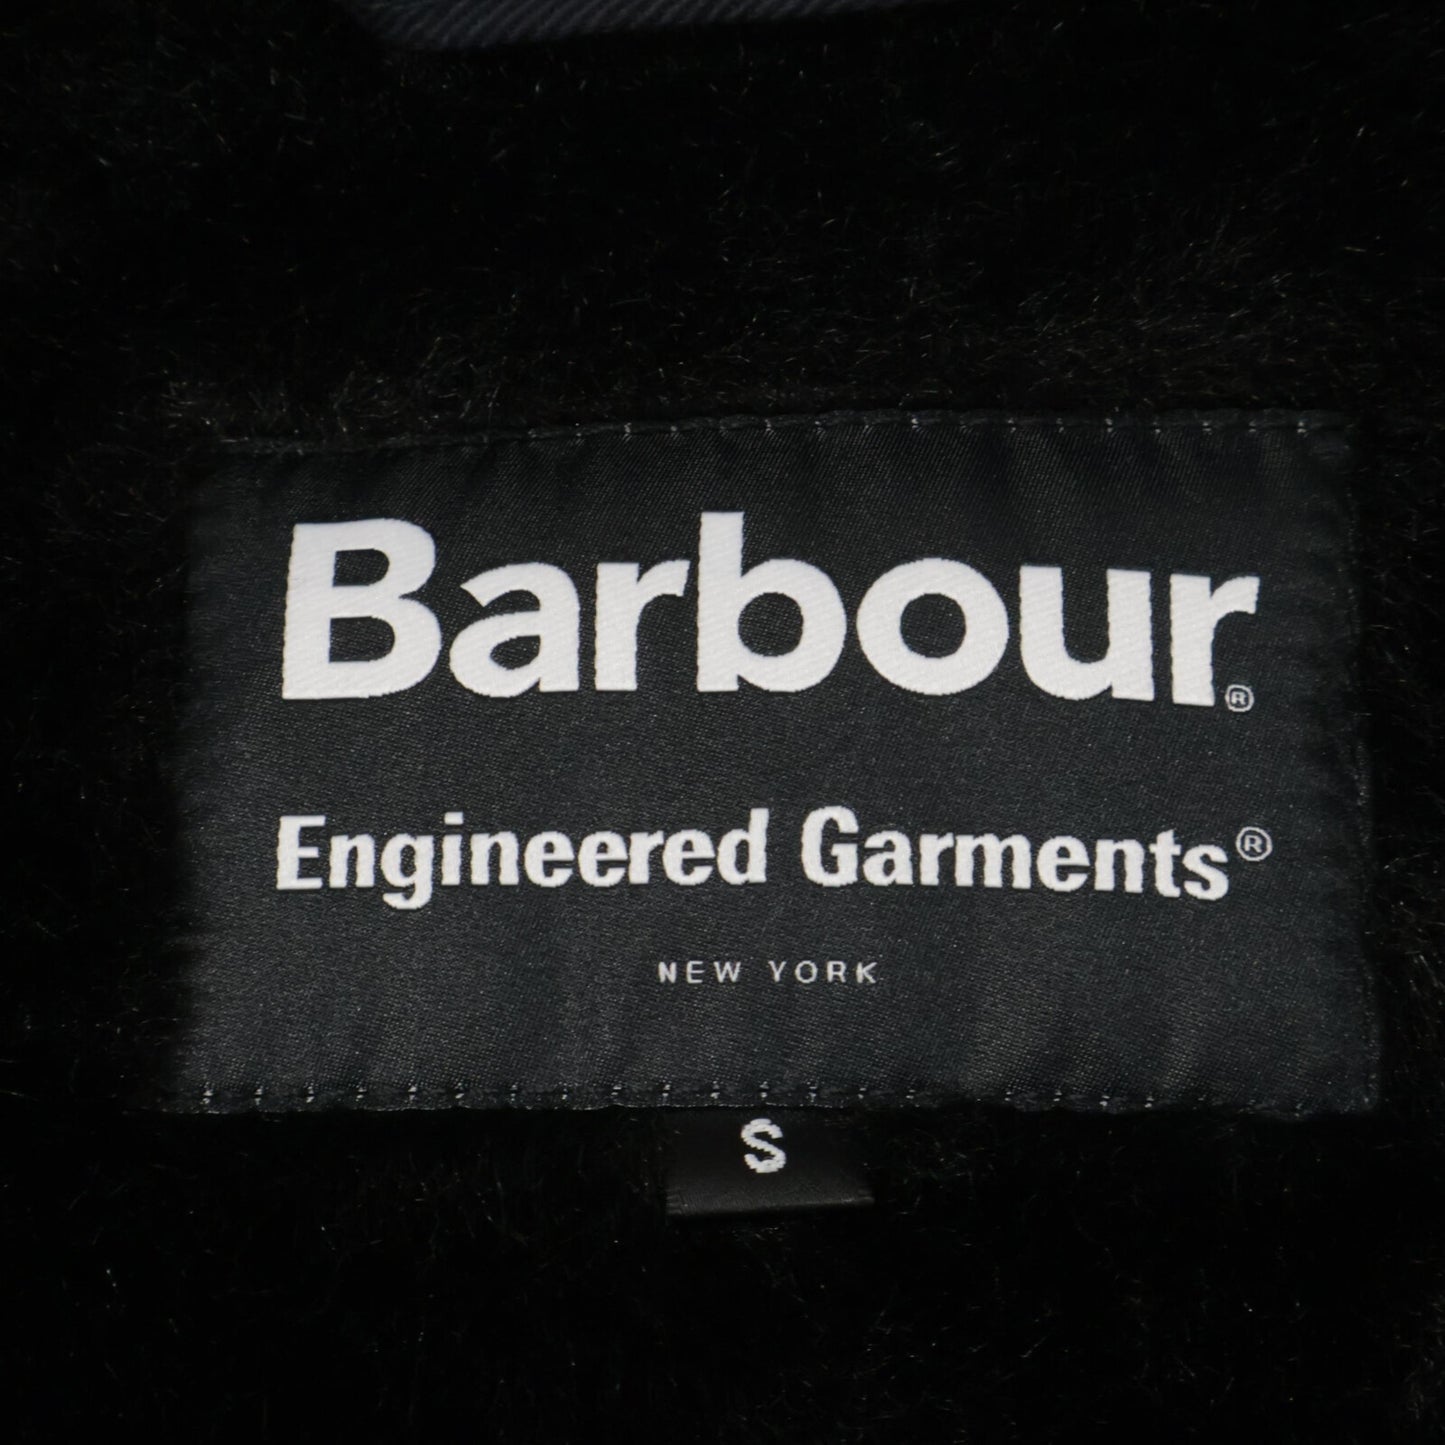 Barbour®
Engineered Garments®
NEW YORK
S